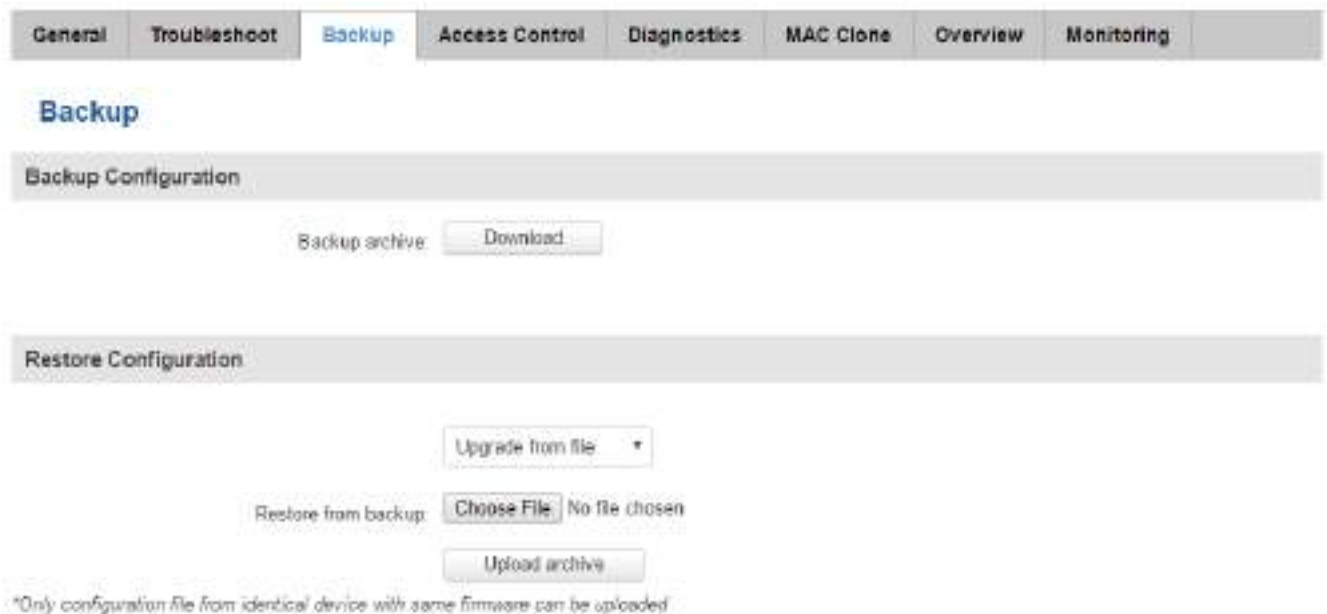 General Troubleshoot Backup Access Control Diagnostics MAC Clone Overview Monitoring
Backup
Backup Configuration
Backup archive: Download
Restore Configuration
Upgrade from file
Restore from backup: Choose File No file chosen
Upload archive
*Only configuration file from identical device with same firmware can be uploaded